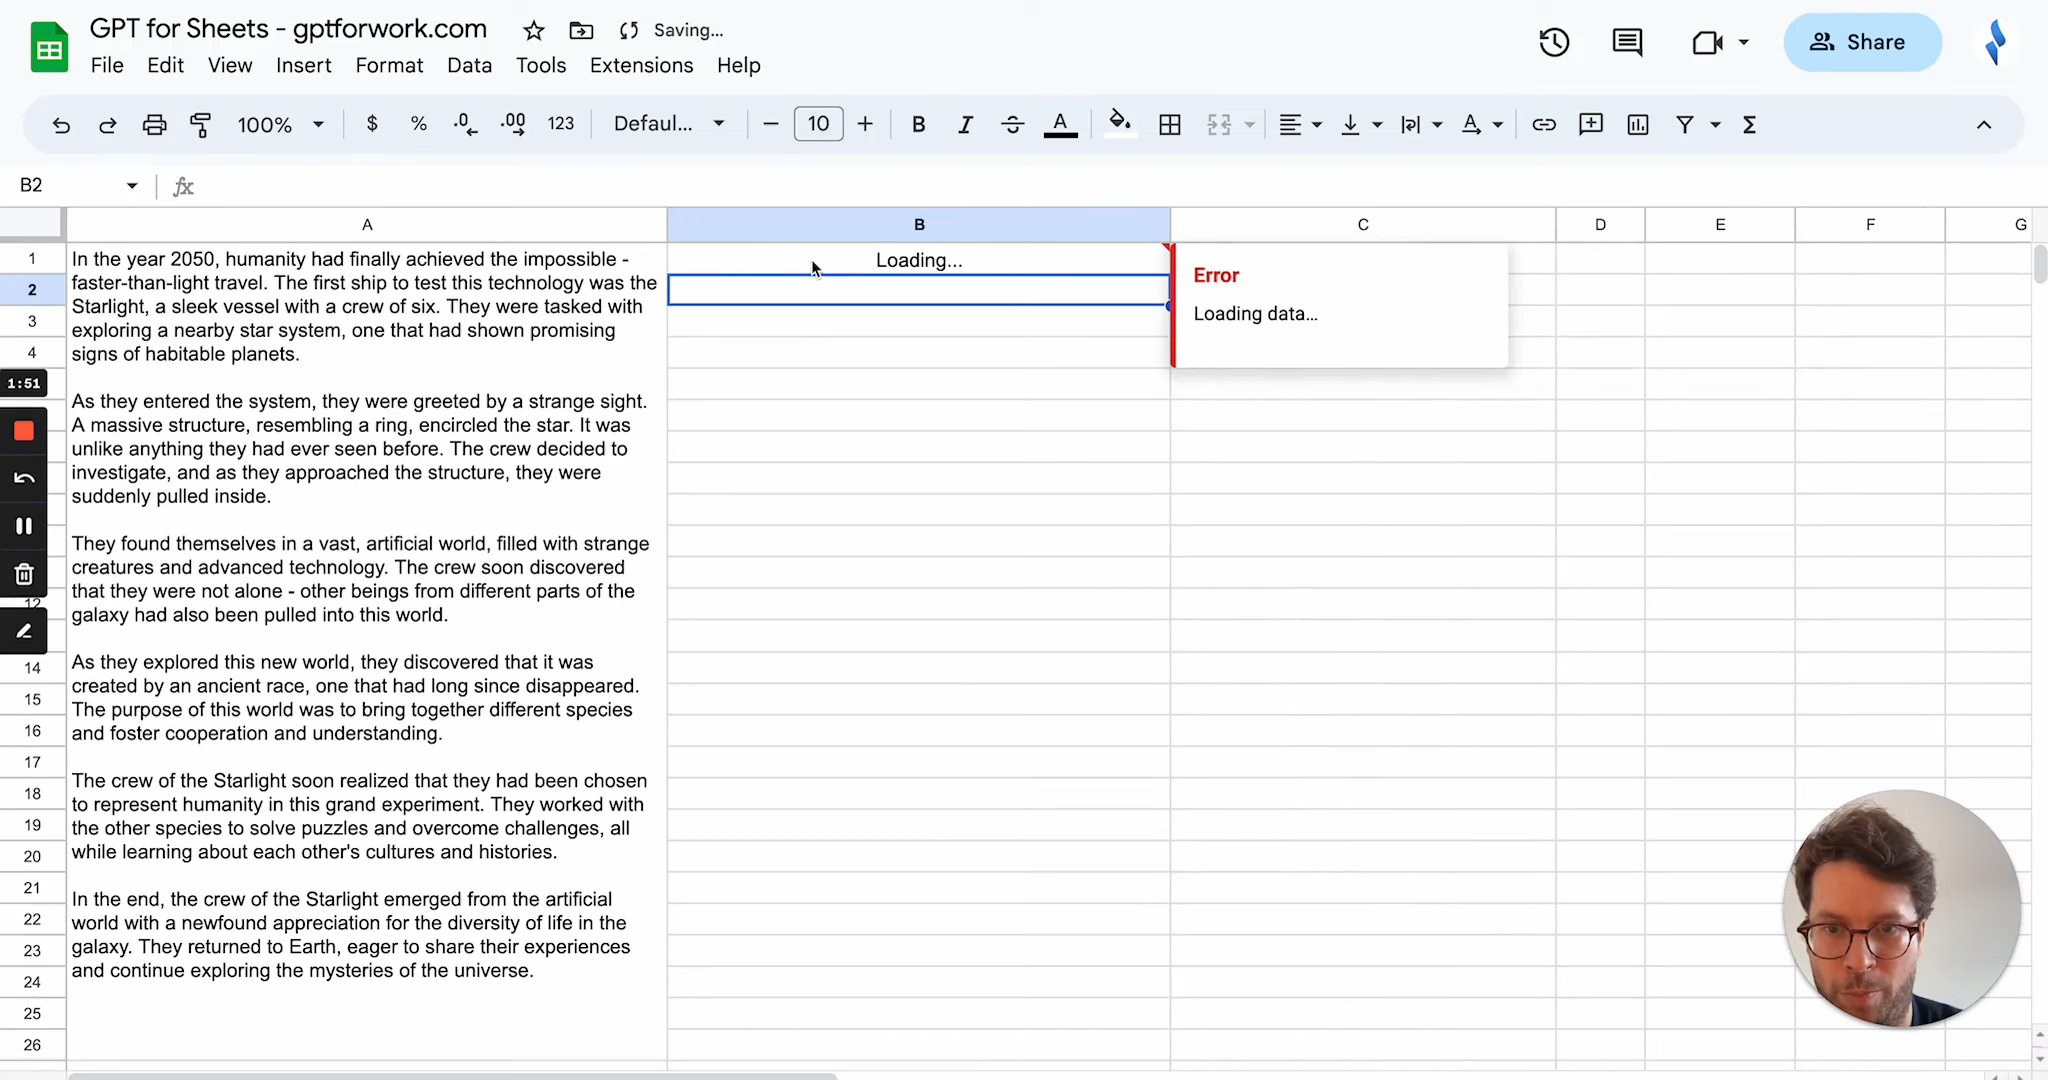 GPT for Sheets - gptforwork.com
Saving...
File Edit View Insert Format Data Tools Extensions Help
Share
100% $ % .0 .00 123 Defaul... 10 B I S A Σ
B2 fx
A B C D E F G
1
2
3
4
1:51
12
14
15
16
17
18
19
20
21
22
23
24
25
26
In the year 2050, humanity had finally achieved the impossible -
faster-than-light travel. The first ship to test this technology was the
Starlight, a sleek vessel with a crew of six. They were tasked with
exploring a nearby star system, one that had shown promising
signs of habitable planets.
As they entered the system, they were greeted by a strange sight.
A massive structure, resembling a ring, encircled the star. It was
unlike anything they had ever seen before. The crew decided to
investigate, and as they approached the structure, they were
suddenly pulled inside.
They found themselves in a vast, artificial world, filled with strange
creatures and advanced technology. The crew soon discovered
that they were not alone - other beings from different parts of the
galaxy had also been pulled into this world.
As they explored this new world, they discovered that it was
created by an ancient race, one that had long since disappeared.
The purpose of this world was to bring together different species
and foster cooperation and understanding.
The crew of the Starlight soon realized that they had been chosen
to represent humanity in this grand experiment. They worked with
the other species to solve puzzles and overcome challenges, all
while learning about each other's cultures and histories.
In the end, the crew of the Starlight emerged from the artificial
world with a newfound appreciation for the diversity of life in the
galaxy. They returned to Earth, eager to share their experiences
and continue exploring the mysteries of the universe.
Loading...
Error
Loading data...